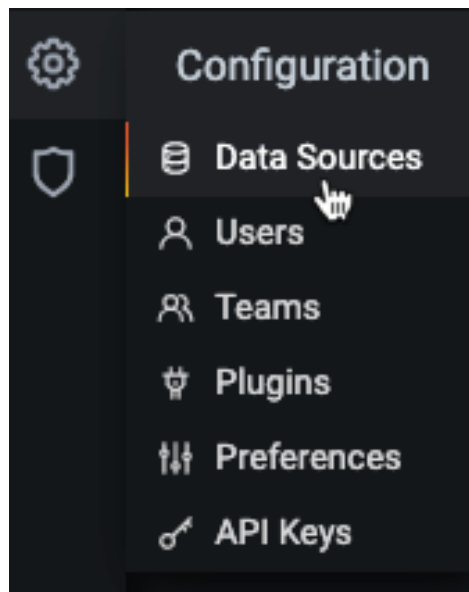 Configuration
Data Sources
Users
Teams
Plugins
Preferences
API Keys